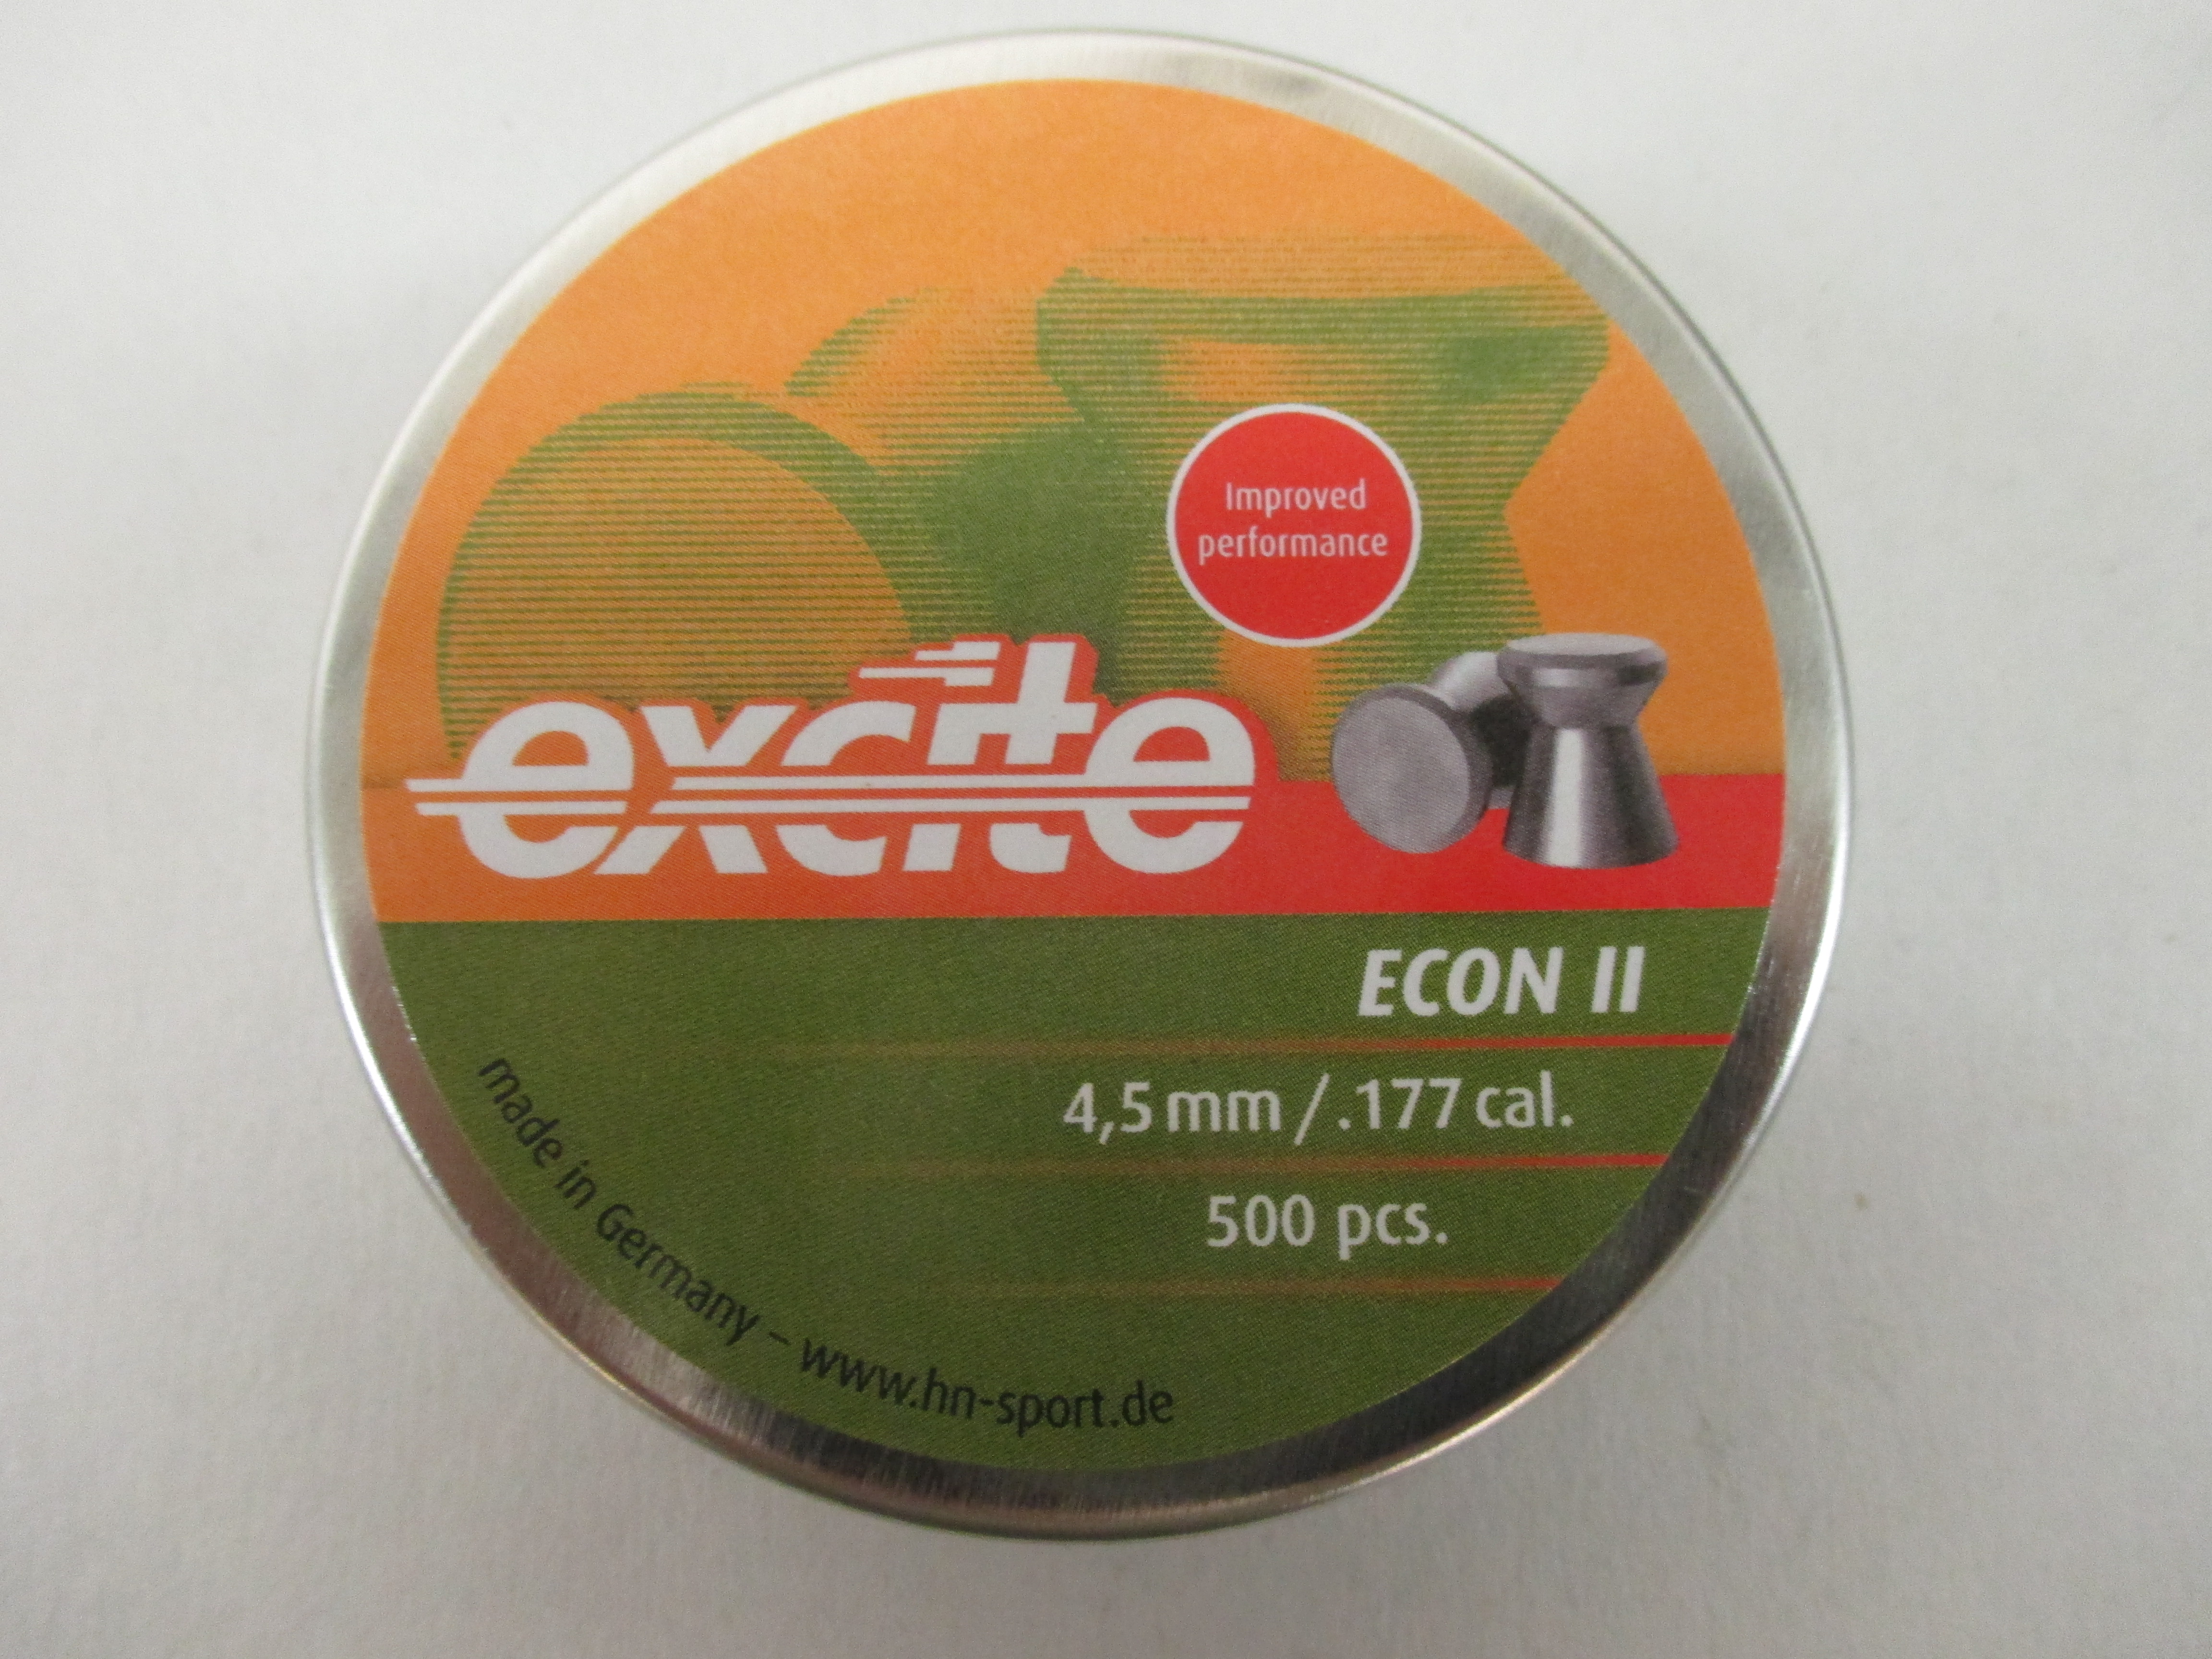 Improved
performance
excite
ECON II
4,5 mm / .177 cal.
500 pcs.
made in Germany – www.hn-sport.de